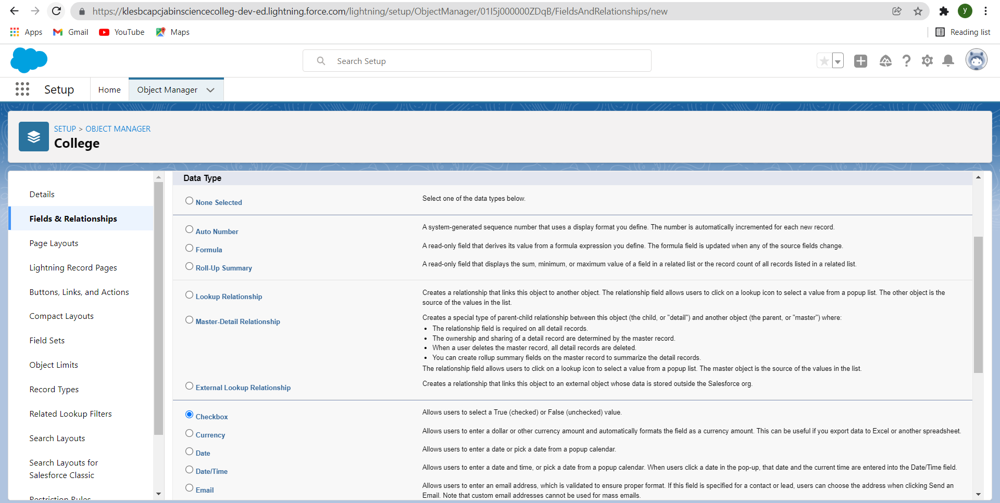 https://klesbcapcjabinsciencecolleg-dev-ed.lightning.force.com/lightning/setup/ObjectManager/01I5j000000ZDqB/FieldsAndRelationships/new
y
Apps
Gmail
YouTube
Maps
Reading list
Search Setup
Setup
Home
Object Manager
SETUP > OBJECT MANAGER
College
Details
Fields & Relationships
Page Layouts
Lightning Record Pages
Buttons, Links, and Actions
Compact Layouts
Field Sets
Object Limits
Record Types
Related Lookup Filters
Search Layouts
Search Layouts for
Salesforce Classic
Restriction Rules
Data Type
None Selected
Select one of the data types below.
Auto Number
A system-generated sequence number that uses a display format you define. The number is automatically incremented for each new record.
Formula
A read-only field that derives its value from a formula expression you define. The formula field is updated when any of the source fields change.
Roll-Up Summary
A read-only field that displays the sum, minimum, or maximum value of a field in a related list or the record count of all records listed in a related list.
Lookup Relationship
Creates a relationship that links this object to another object. The relationship field allows users to click on a lookup icon to select a value from a popup list. The other object is the
source of the values in the list.
Master-Detail Relationship
Creates a special type of parent-child relationship between this object (the child, or "detail") and another object (the parent, or "master") where:
• The relationship field is required on all detail records.
• The ownership and sharing of a detail record are determined by the master record.
• When a user deletes the master record, all detail records are deleted.
• You can create rollup summary fields on the master record to summarize the detail records.
The relationship field allows users to click on a lookup icon to select a value from a popup list. The master object is the source of the values in the list.
External Lookup Relationship
Creates a relationship that links this object to an external object whose data is stored outside the Salesforce org.
Checkbox
Allows users to select a True (checked) or False (unchecked) value.
Currency
Allows users to enter a dollar or other currency amount and automatically formats the field as a currency amount. This can be useful if you export data to Excel or another spreadsheet.
Date
Allows users to enter a date or pick a date from a popup calendar.
Date/Time
Allows users to enter a date and time, or pick a date from a popup calendar. When users click a date in the pop-up, that date and the current time are entered into the Date/Time field.
Email
Allows users to enter an email address, which is validated to ensure proper format. If this field is specified for a contact or lead, users can choose the address when clicking Send an
Email. Note that custom email addresses cannot be used for mass emails.